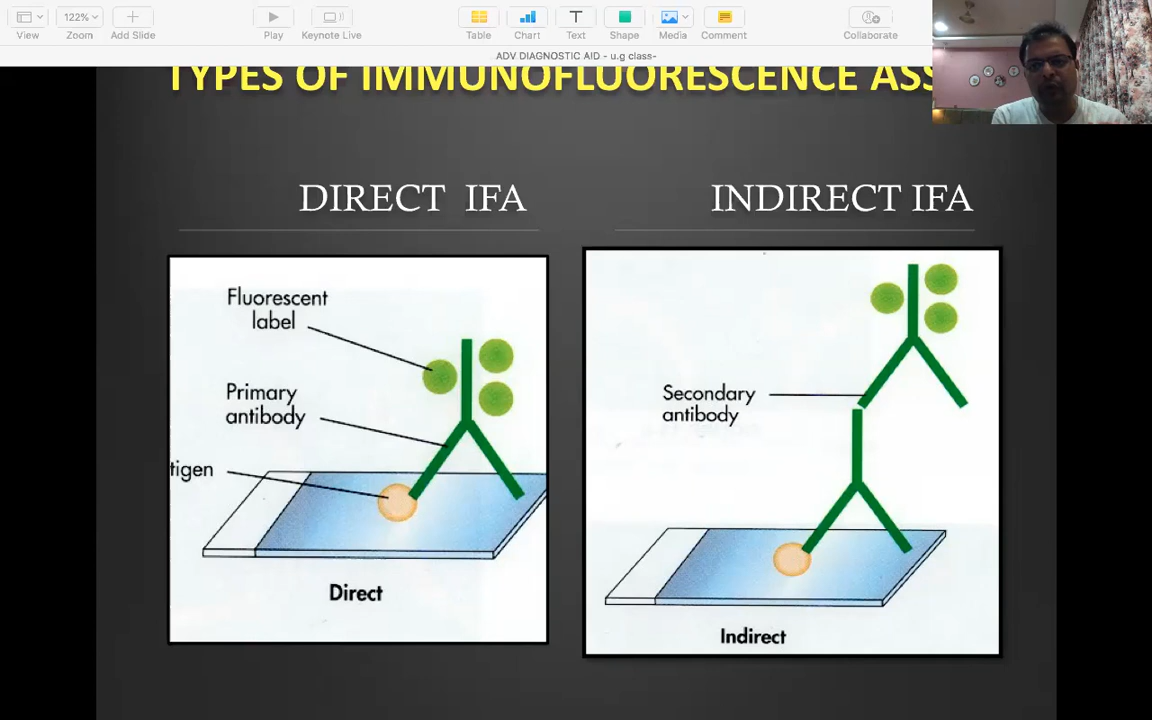 122%
View
Zoom
Add Slide
Play
Keynote Live
Table
Chart
Text
Shape
Media
Comment
Collaborate
ADV DIAGNOSTIC AID - u.g class-
TYPES OF IMMUNOFLUORESCENCE ASS
DIRECT IFA
INDIRECT IFA
Fluorescent
label
Primary
antibody
tigen
Direct
Secondary
antibody
Indirect